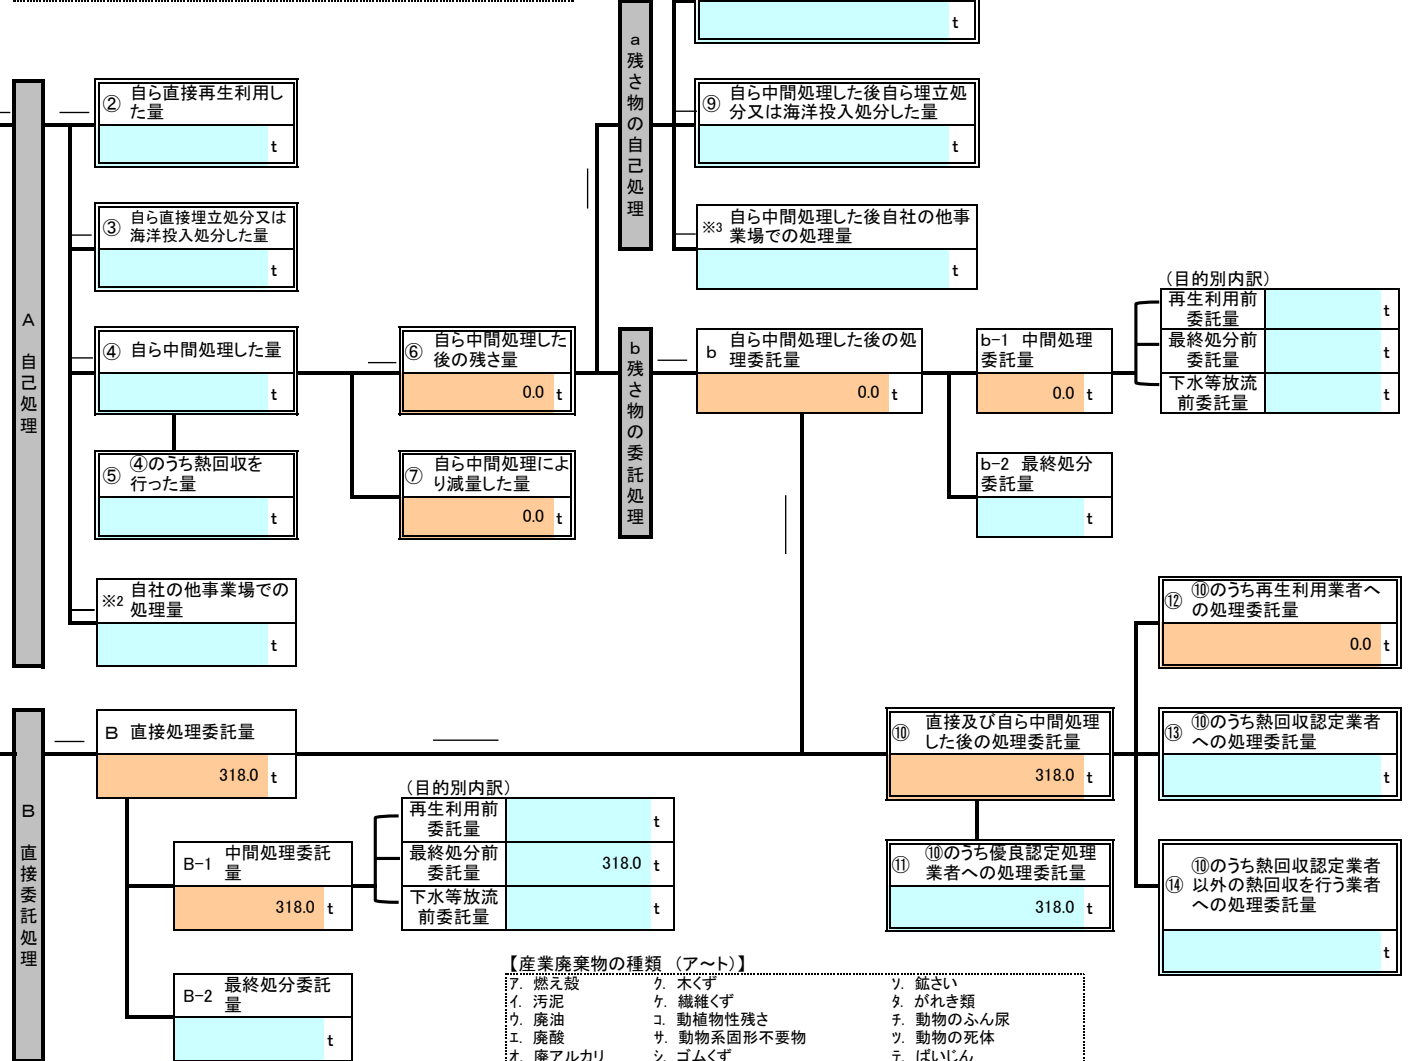 t
a 残さ物の自己処理
② 自ら直接再生利用し
た量
t
⑨ 自ら中間処理した後自ら埋立処
分又は海洋投入処分した量
t
③ 自ら直接埋立処分又は
海洋投入処分した量
t
※3 自ら中間処理した後自社の他事
業場での処理量
t
A 自己処理
④ 自ら中間処理した量
t
⑥ 自ら中間処理した
後の残さ量
0.0 t
b 残さ物の委託処理
b 自ら中間処理した後の処
理委託量
0.0 t
b-1 中間処理
委託量
0.0 t
(目的別内訳)
再生利用前
委託量
t
最終処分前
委託量
t
下水等放流
前委託量
t
⑤ ④のうち熱回収を
行った量
t
⑦ 自ら中間処理によ
り減量した量
0.0 t
b-2 最終処分
委託量
t
※2 自社の他事業場での
処理量
t
⑫ ⑩のうち再生利用業者へ
の処理委託量
0.0 t
B 直接委託処理
B 直接処理委託量
318.0 t
⑩ 直接及び自ら中間処理
した後の処理委託量
318.0 t
⑬ ⑩のうち熱回収認定業者
への処理委託量
t
(目的別内訳)
再生利用前
委託量
t
最終処分前
委託量
318.0 t
下水等放流
前委託量
t
B-1 中間処理委託
量
318.0 t
⑪ ⑩のうち優良認定処理
業者への処理委託量
318.0 t
⑭ ⑩のうち熱回収認定業者
以外の熱回収を行う業者
への処理委託量
t
B-2 最終処分委託
量
t
【産業廃棄物の種類 (ア~ト)】
ア. 燃え殻 ク. 木くず ソ. 鉱さい
イ. 汚泥 ケ. 繊維くず タ. がれき類
ウ. 廃油 コ. 動植物性残さ チ. 動物のふん尿
エ. 廃酸 サ. 動物系固形不要物 ツ. 動物の死体
オ. 廃アルカリ シ. ゴムくず テ. ばいじん